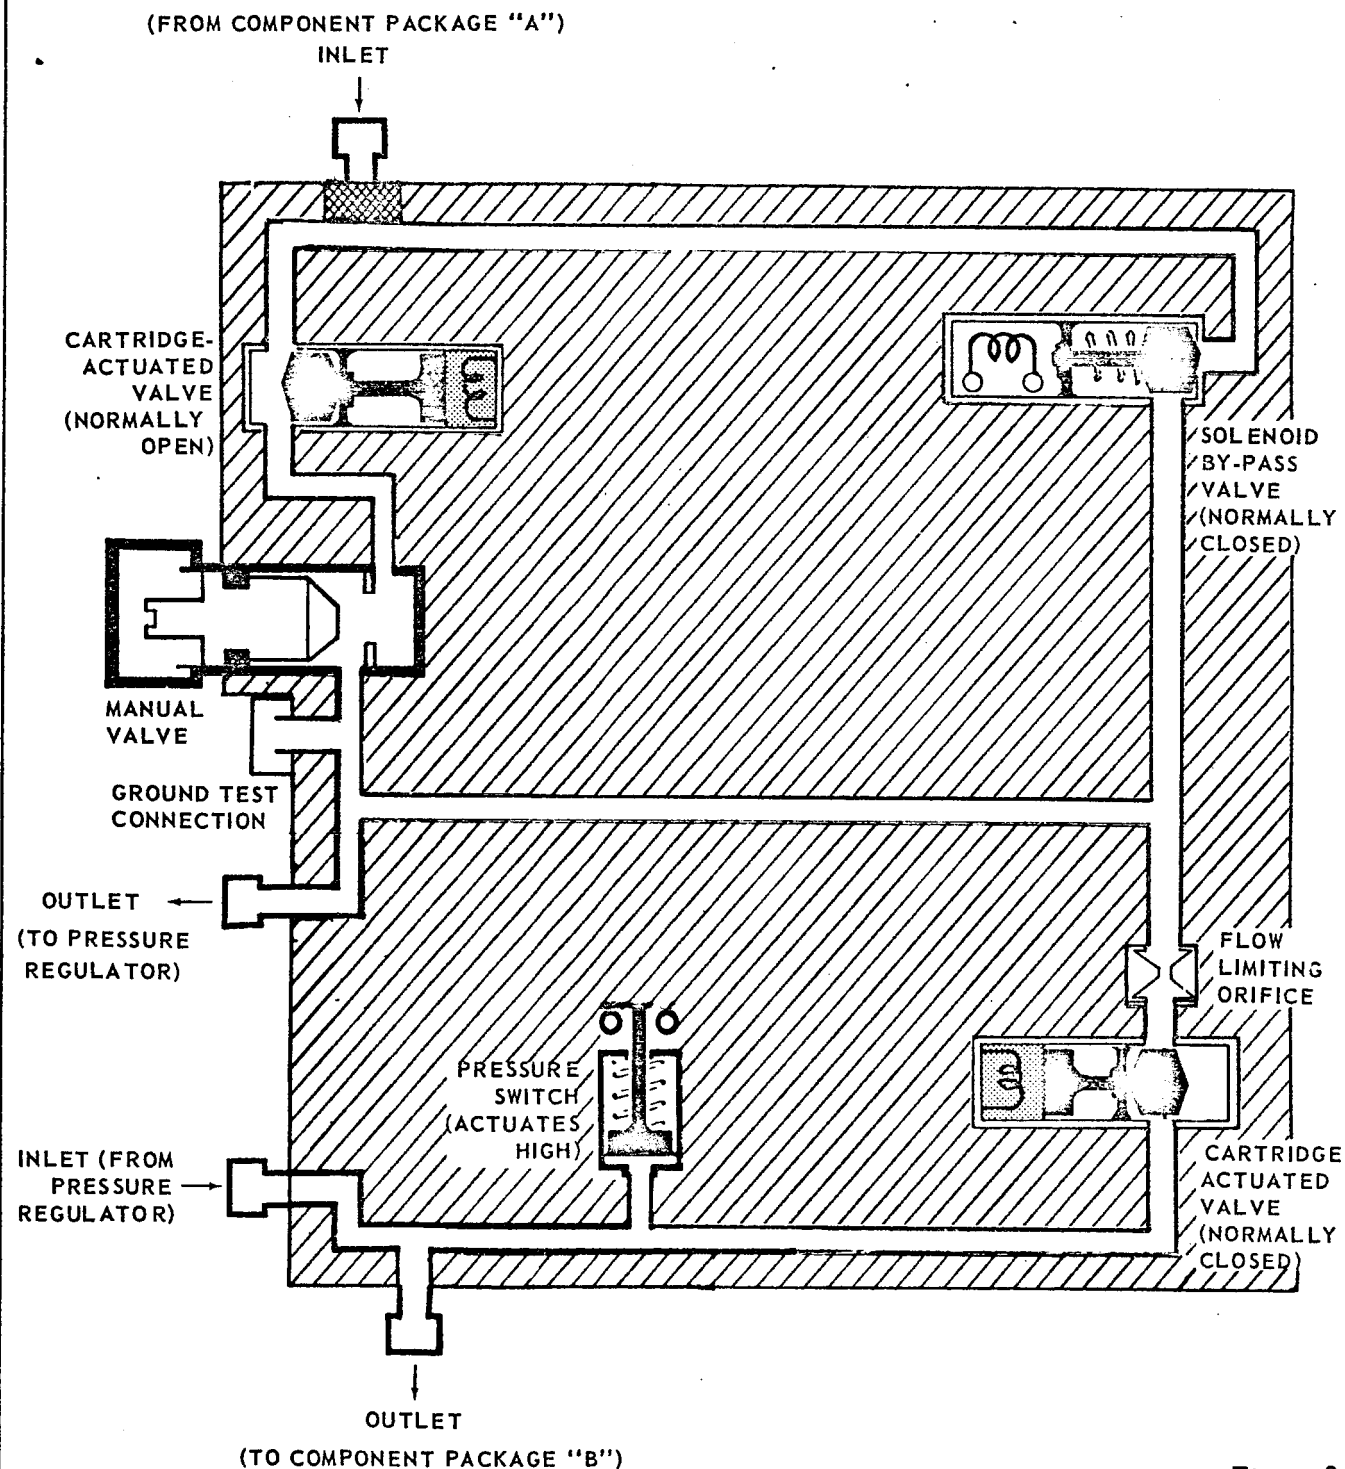 (FROM COMPONENT PACKAGE "A")
INLET
CARTRIDGE-
ACTUATED
VALVE
(NORMALLY
OPEN)
SOLENOID
BY-PASS
VALVE
(NORMALLY
CLOSED)
MANUAL
VALVE
GROUND TEST
CONNECTION
OUTLET
(TO PRESSURE
REGULATOR)
FLOW
LIMITING
ORIFICE
PRESSURE
SWITCH
(ACTUATES
HIGH)
INLET (FROM
PRESSURE
REGULATOR)
CARTRIDGE
ACTUATED
VALVE
(NORMALLY
CLOSED)
OUTLET
(TO COMPONENT PACKAGE "B")